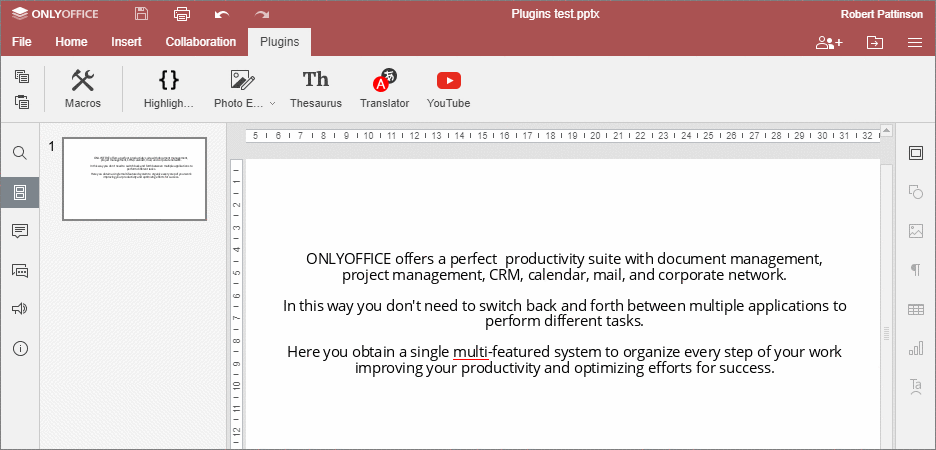 ONLYOFFICE
Plugins test.pptx
Robert Pattinson
File Home Insert Collaboration Plugins
Macros Highligh... Photo E... Thesaurus Translator YouTube
{} Th A
5 6 7 8 9 10 11 12 13 14 15 16 17 18 19 20 21 22 23 24 25 26 27 28 29 30 31 32
1
1
2
3
4
5
6
7
8
9
10
11
12
ONLYOFFICE offers a perfect productivity suite with document management,
project management, CRM, calendar, mail, and corporate network.
In this way you don't need to switch back and forth between multiple applications to
perform different tasks.
Here you obtain a single multi-featured system to organize every step of your work
improving your productivity and optimizing efforts for success.
Ta